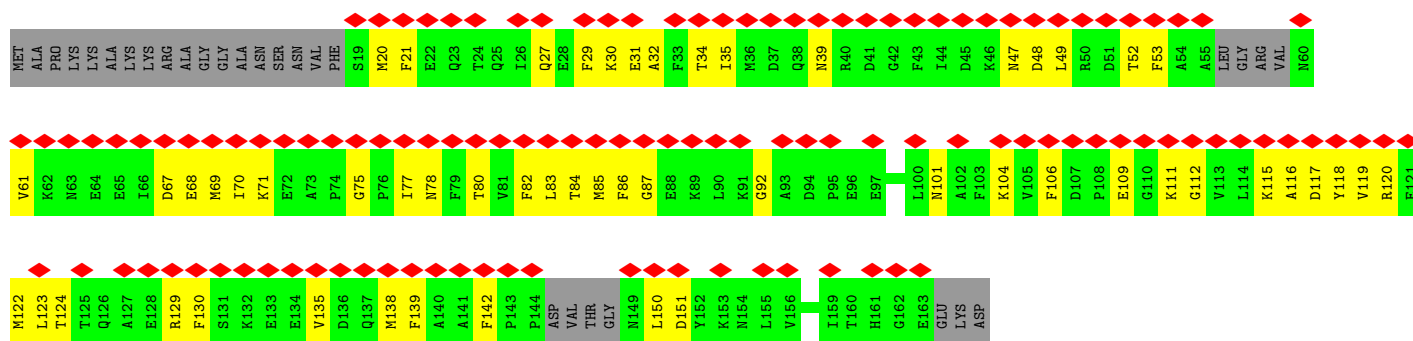 MET ALA PRO LYS LYS ALA LYS LYS ARG ALA GLY GLY ALA ASN SER ASN VAL PHE S19 M20 F21 E22 Q23 T24 Q25 I26 Q27 E28 F29 K30 E31 A32 F33 T34 I35 M36 D37 Q38 N39 R40 D41 G42 F43 I44 D45 K46 N47 D48 L49 R50 D51 T52 F53 A54 A55 LEU GLY ARG VAL N60
V61 K62 N63 E64 E65 I66 D67 E68 M69 I70 K71 E72 A73 P74 G75 P76 I77 N78 F79 T80 V81 F82 L83 T84 M85 F86 G87 E88 K89 L90 K91 G92 A93 D94 P95 E96 E97 L100 N101 A102 F103 K104 V105 F106 D107 P108 E109 G110 K111 G112 V113 L114 K115 A116 D117 Y118 V119 R120 E121
M122 L123 T124 T125 Q126 A127 E128 R129 F130 S131 K132 E133 E134 V135 D136 Q137 M138 F139 A140 A141 F142 P143 P144 ASP VAL THR GLY N149 L150 D151 Y152 K153 N154 L155 V156 I159 T160 H161 G162 E163 GLU LYS ASP